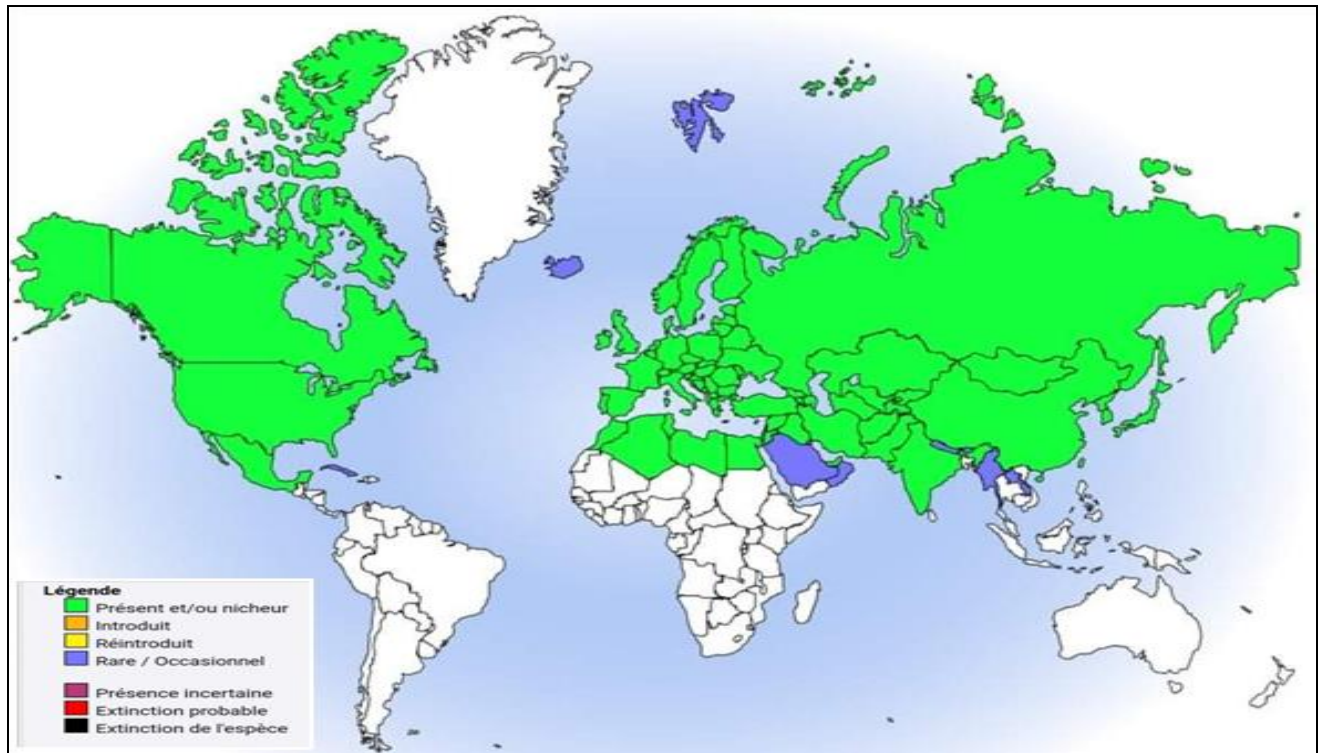 Légende
Présent et/ou nicheur
Introduit
Réintroduit
Rare / Occasionnel
Présence incertaine
Extinction probable
Extinction de l'espèce